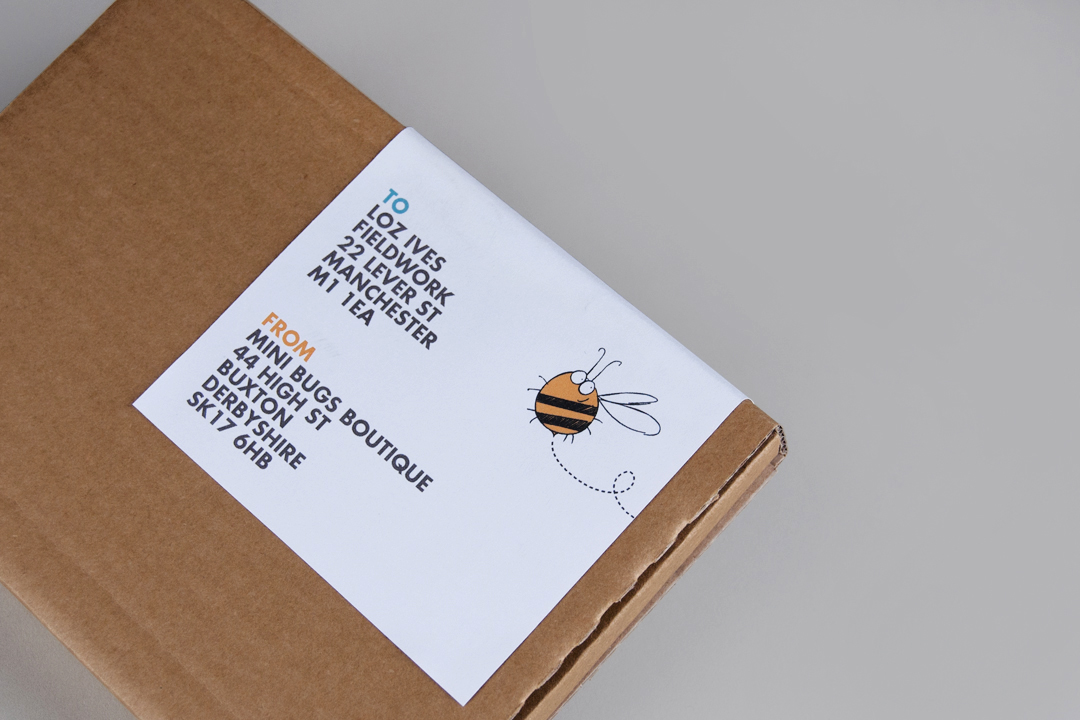 TO
LOZ IVES
FIELDWORK
22 LEVER ST
MANCHESTER
M1 1EA
FROM
MINI BUGS BOUTIQUE
44 HIGH ST
BUXTON
DERBYSHIRE
SK17 6HB